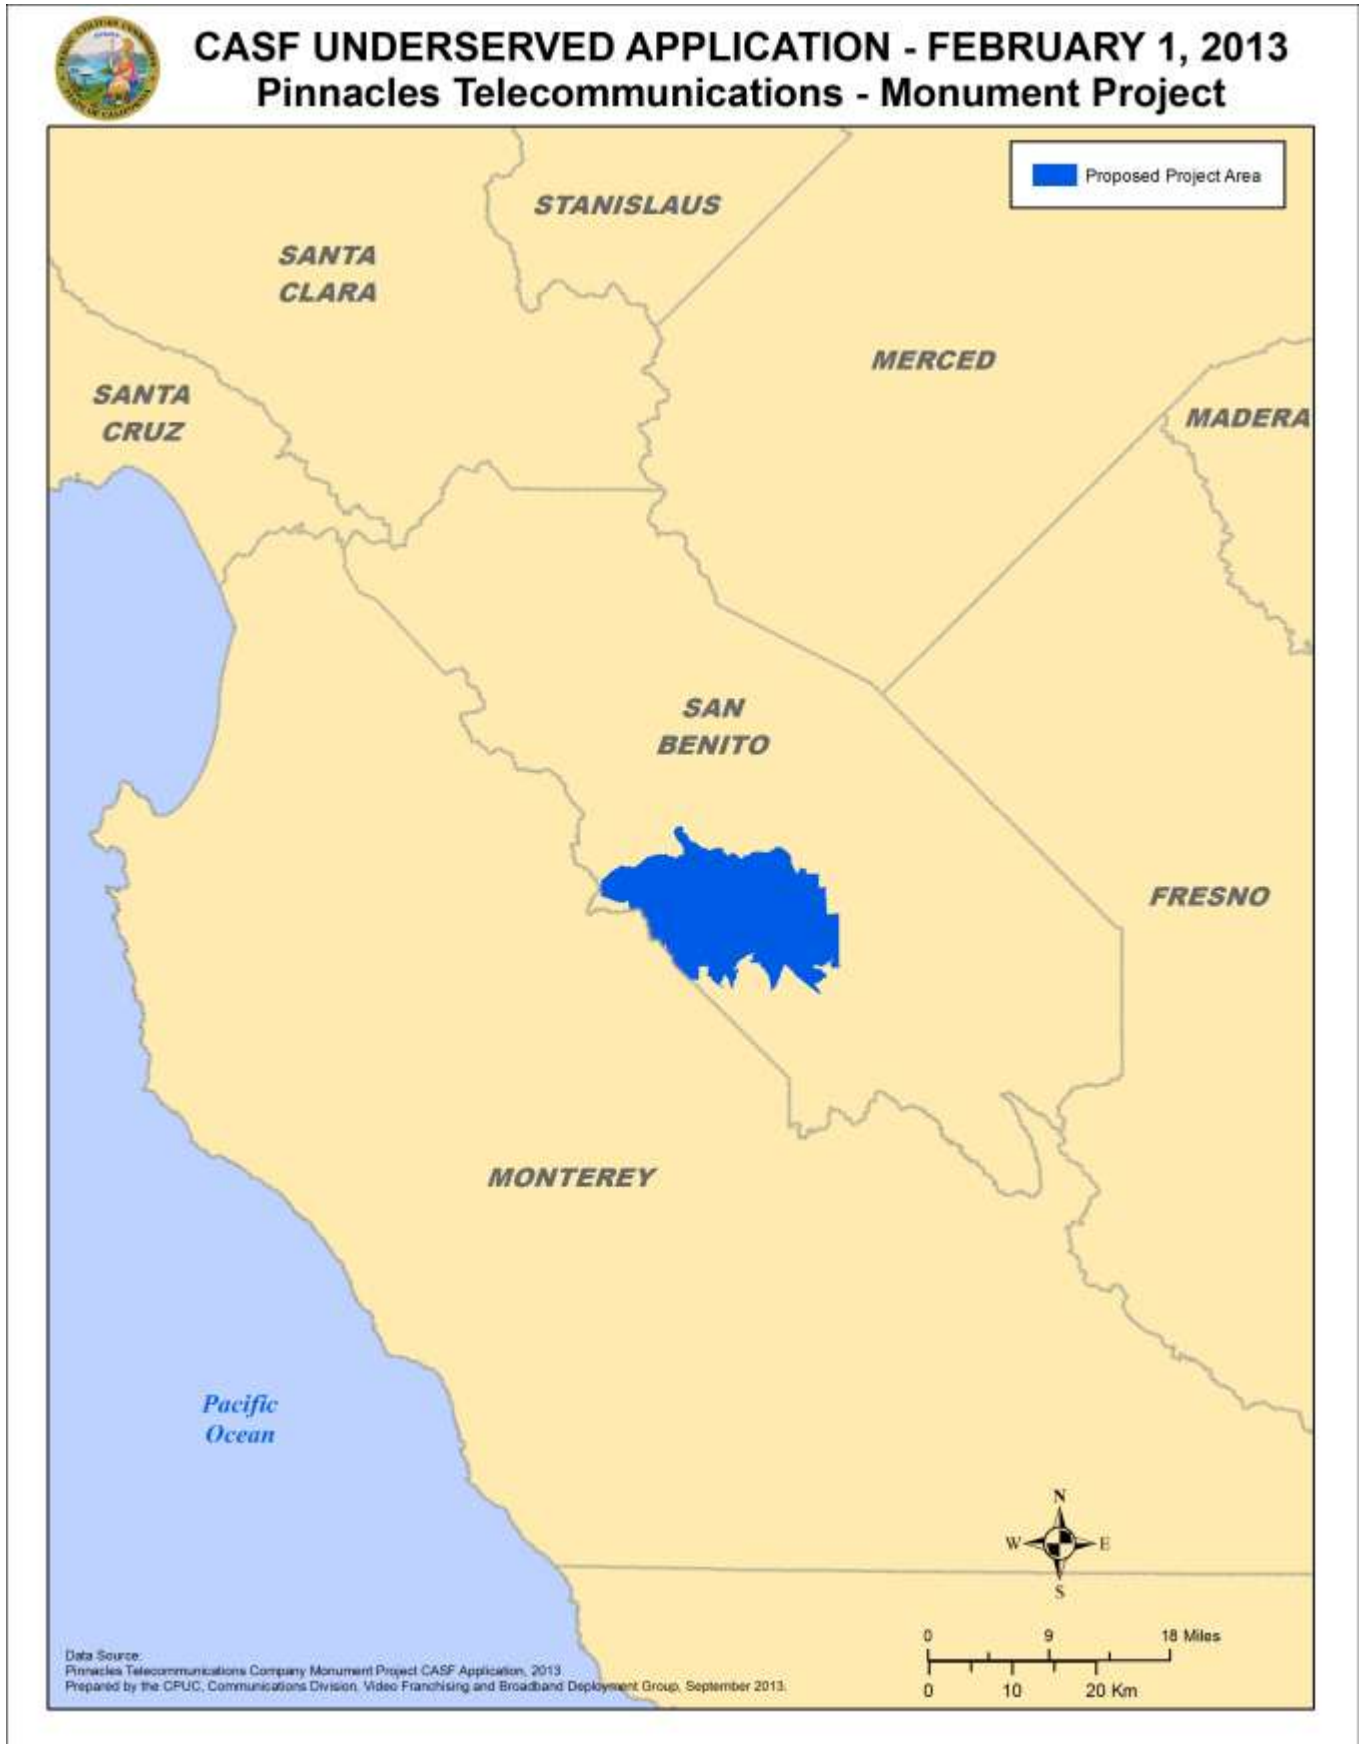 CASF UNDERSERVED APPLICATION - FEBRUARY 1, 2013
Pinnacles Telecommunications - Monument Project
Proposed Project Area
STANISLAUS
SANTA
CLARA
MERCED
SANTA
CRUZ
MADERA
SAN
BENITO
FRESNO
MONTEREY
Pacific
Ocean
N
W E
S
0 9 18 Miles
0 10 20 Km
Data Source:
Pinnacles Telecommunications Company Monument Project CASF Application, 2013
Prepared by the CPUC, Communications Division, Video Franchising and Broadband Deployment Group, September 2013.